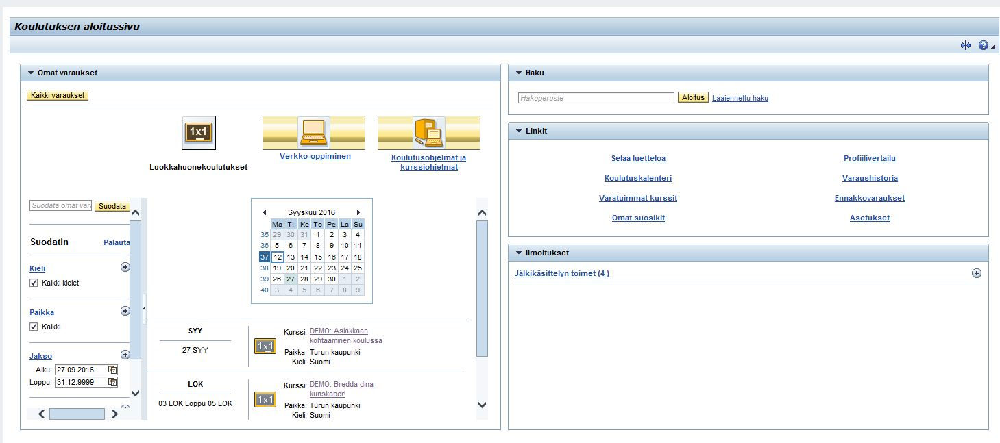 Koulutuksen aloitussivu
Omat varaukset
Kaikki varaukset
1x1
Luokkahuonekoulutukset
Verkko-oppiminen
Koulutusohjelmat ja
kurssiohjelmat
Suodata omat vara
Suodata
Suodatin
Palauta
Kieli
Kaikki kielet
Paikka
Kaikki
Jakso
Alku: 27.09.2016
Loppu: 31.12.9999
Syyskuu 2016
Ma Ti Ke To Pe La Su
35 29 30 31 1 2 3 4
36 5 6 7 8 9 10 11
37 12 13 14 15 16 17 18
38 19 20 21 22 23 24 25
39 26 27 28 29 30 1 2
40 3 4 5 6 7 8 9
SYY
27 SYY
1x1
Kurssi: DEMO: Asiakkaan
kohtaaminen koulussa
Paikka: Turun kaupunki
Kieli: Suomi
LOK
03 LOK Loppu 05 LOK
1x1
Kurssi: DEMO: Bredda dina
kunskaper!
Paikka: Turun kaupunki
Kieli: Suomi
Haku
Hakuperuste
Aloitus
Laajennettu haku
Linkit
Selaa luetteloa
Profiilivertailu
Koulutuskalenteri
Varaushistoria
Varatuimmat kurssit
Ennakkovaraukset
Omat suosikit
Asetukset
Ilmoitukset
Jälkikäsittelyn toimet (4 )